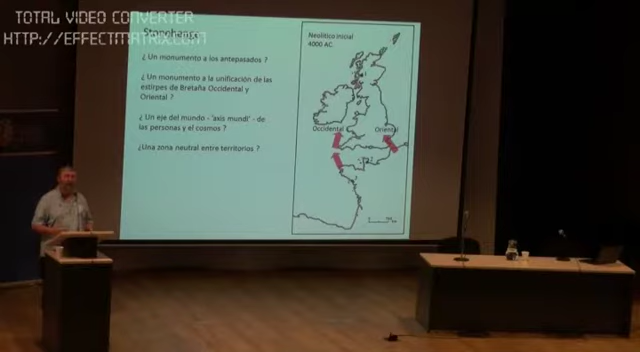 TOTAL VIDEO CONVERTER
HTTP://EFFECTMATRIX.COM
Stonehenge
¿ Un monumento a los antepasados ?
¿ Un monumento a la unificación de las
estirpes de Bretaña Occidental y
Oriental ?
¿ Un eje del mundo - 'axis mundi' - de
las personas y el cosmos ?
¿Una zona neutral entre territorios ?
Neolítico inicial
4000 AC
Occidental
Oriental